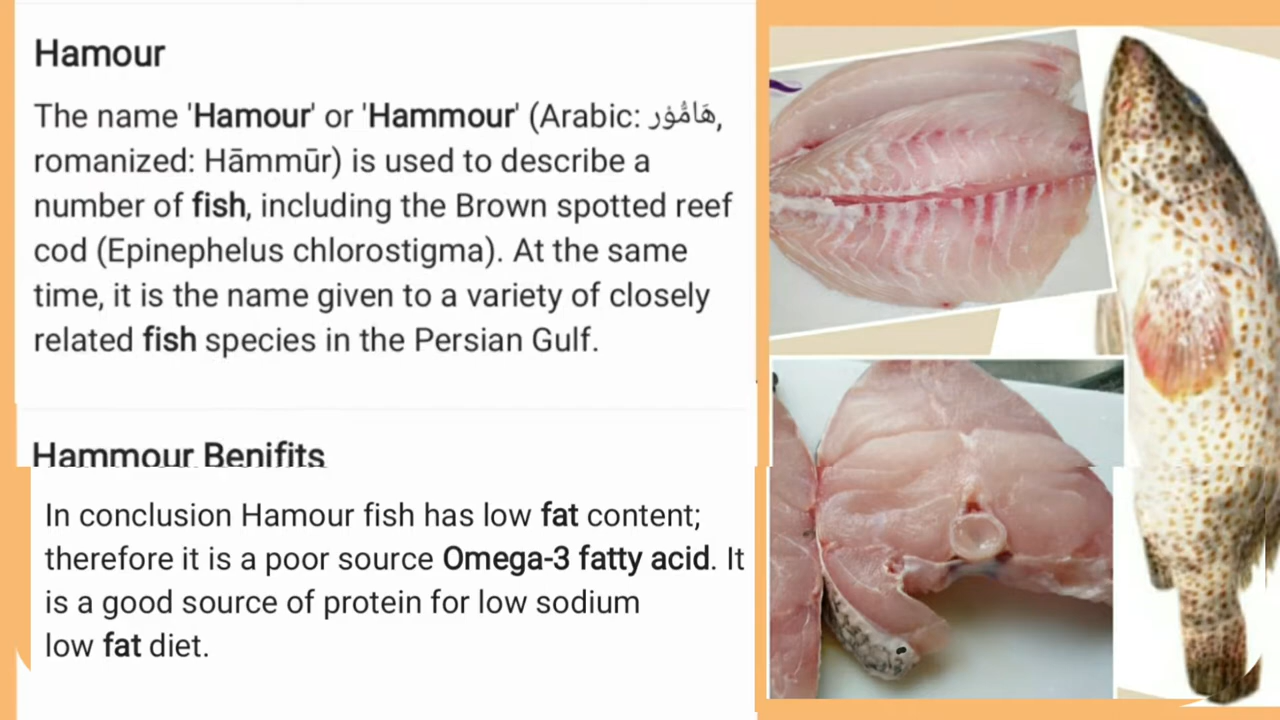 Hamour
The name 'Hamour' or 'Hammour' (Arabic: هَامُّوْر,
romanized: Hāmmūr) is used to describe a
number of fish, including the Brown spotted reef
cod (Epinephelus chlorostigma). At the same
time, it is the name given to a variety of closely
related fish species in the Persian Gulf.
Hammour Benifits
In conclusion Hamour fish has low fat content;
therefore it is a poor source Omega-3 fatty acid. It
is a good source of protein for low sodium
low fat diet.